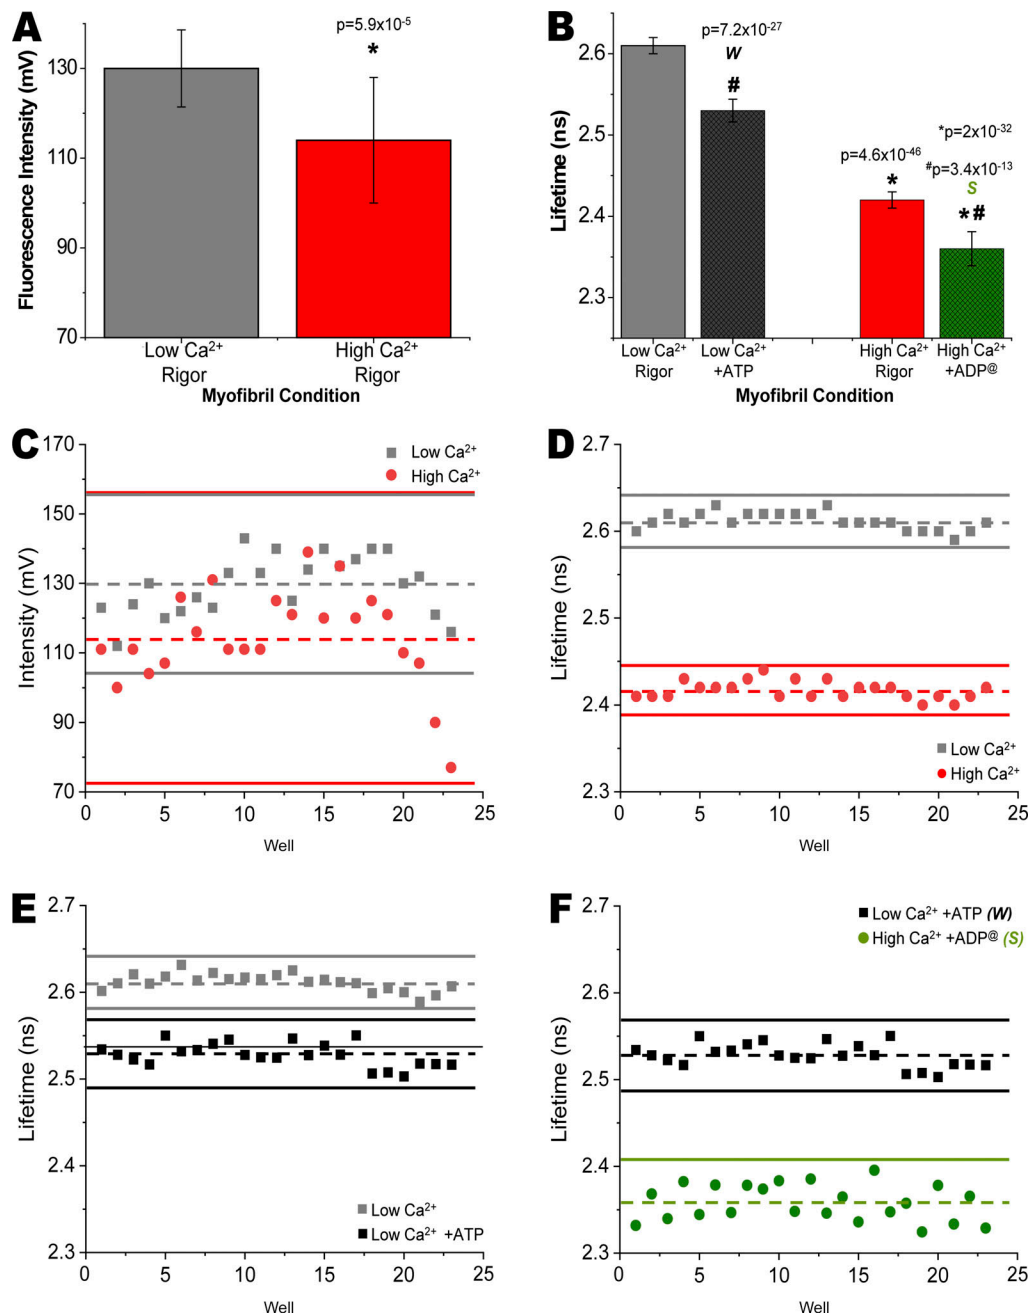 A
Fluorescence Intensity (mV)
130
110
90
70
p=5.9x10⁻⁵
*
Low Ca²⁺
Rigor
High Ca²⁺
Rigor
Myofibril Condition
B
Lifetime (ns)
2.6
2.5
2.4
2.3
p=7.2x10⁻²⁷
W
#
p=4.6x10⁻⁴⁶
*
*p=2x10⁻³²
#p=3.4x10⁻¹³
S
*#
Low Ca²⁺
Rigor
Low Ca²⁺
+ATP
High Ca²⁺
Rigor
High Ca²⁺
+ADP@
Myofibril Condition
C
Intensity (mV)
170
150
130
110
90
70
Low Ca²⁺
High Ca²⁺
0 5 10 15 20 25
Well
D
Lifetime (ns)
2.7
2.6
2.5
2.4
2.3
Low Ca²⁺
High Ca²⁺
0 5 10 15 20 25
Well
E
Lifetime (ns)
2.7
2.6
2.5
2.4
2.3
Low Ca²⁺
Low Ca²⁺ +ATP
0 5 10 15 20 25
Well
F
Lifetime (ns)
2.7
2.6
2.5
2.4
2.3
Low Ca²⁺ +ATP (W)
High Ca²⁺ +ADP@ (S)
0 5 10 15 20 25
Well